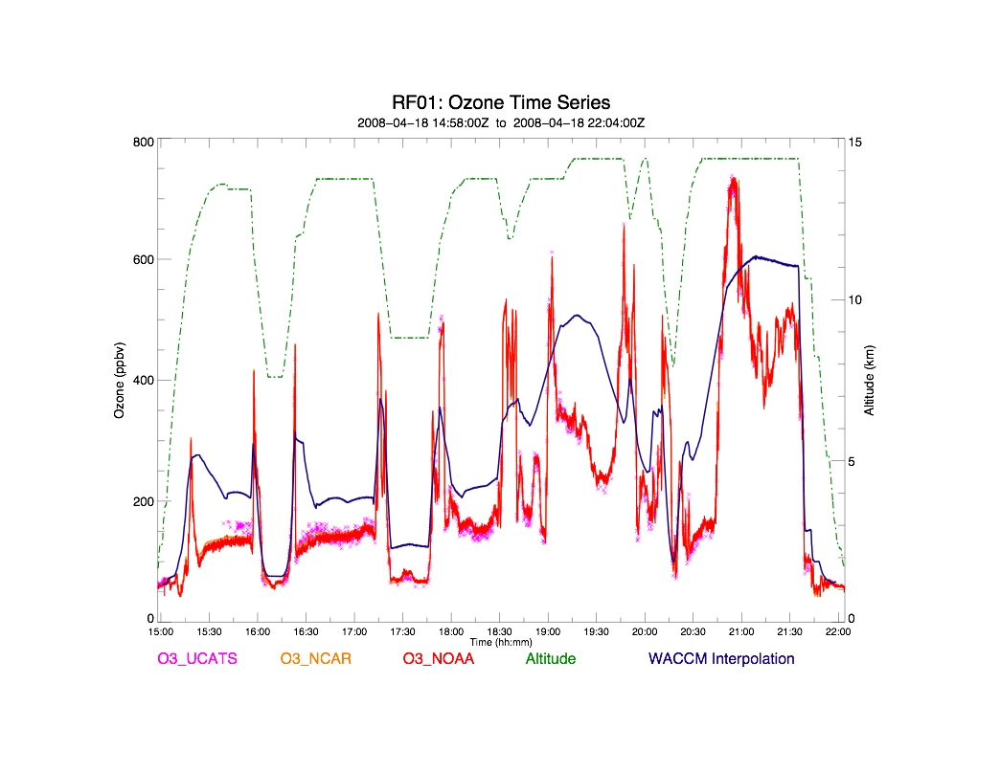 RF01: Ozone Time Series
2008-04-18 14:58:00Z to 2008-04-18 22:04:00Z
800
600
400
200
0
Ozone (ppbv)
15
10
5
0
Altitude (km)
15:00 15:30 16:00 16:30 17:00 17:30 18:00 18:30 19:00 19:30 20:00 20:30 21:00 21:30 22:00
Time (hh:mm)
O3_UCATS O3_NCAR O3_NOAA Altitude WACCM Interpolation